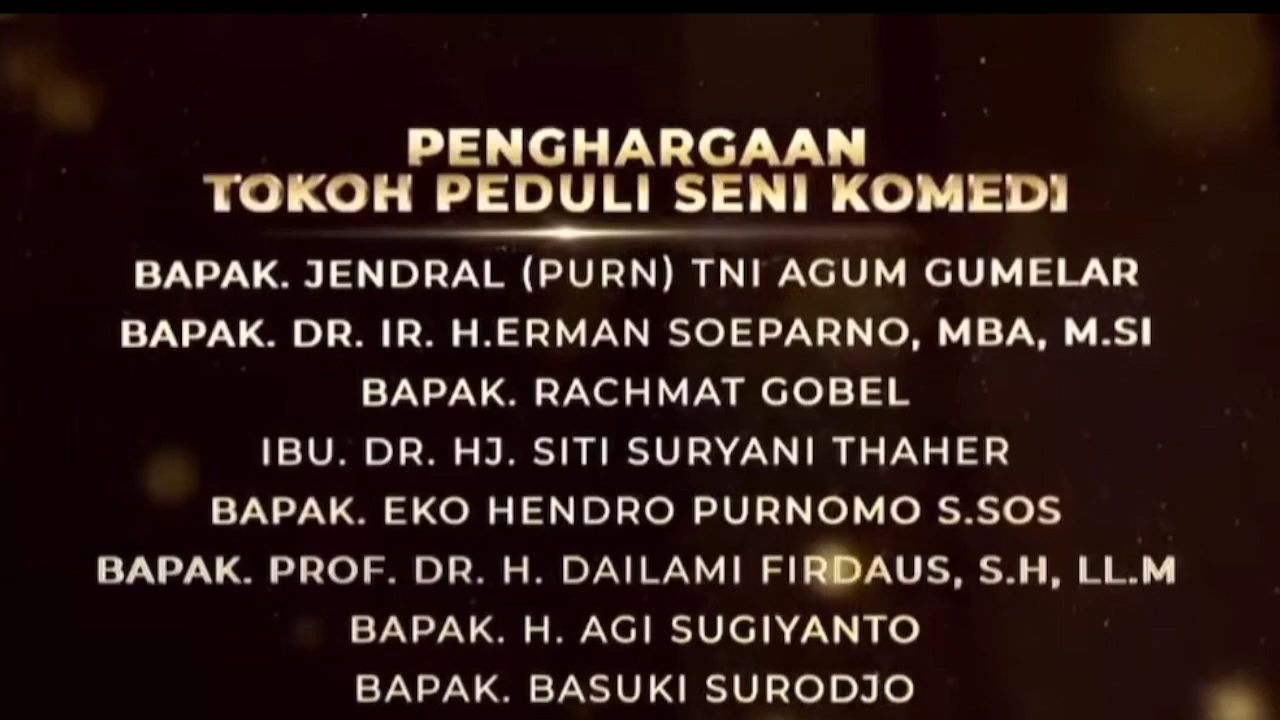 PENGHARGAAN
TOKOH PEDULI SENI KOMEDI
BAPAK. JENDRAL (PURN) TNI AGUM GUMELAR
BAPAK. DR. IR. H.ERMAN SOEPARNO, MBA, M.SI
BAPAK. RACHMAT GOBEL
IBU. DR. HJ. SITI SURYANI THAHER
BAPAK. EKO HENDRO PURNOMO S.SOS
BAPAK. PROF. DR. H. DAILAMI FIRDAUS, S.H, LL.M
BAPAK. H. AGI SUGIYANTO
BAPAK. BASUKI SURODJO